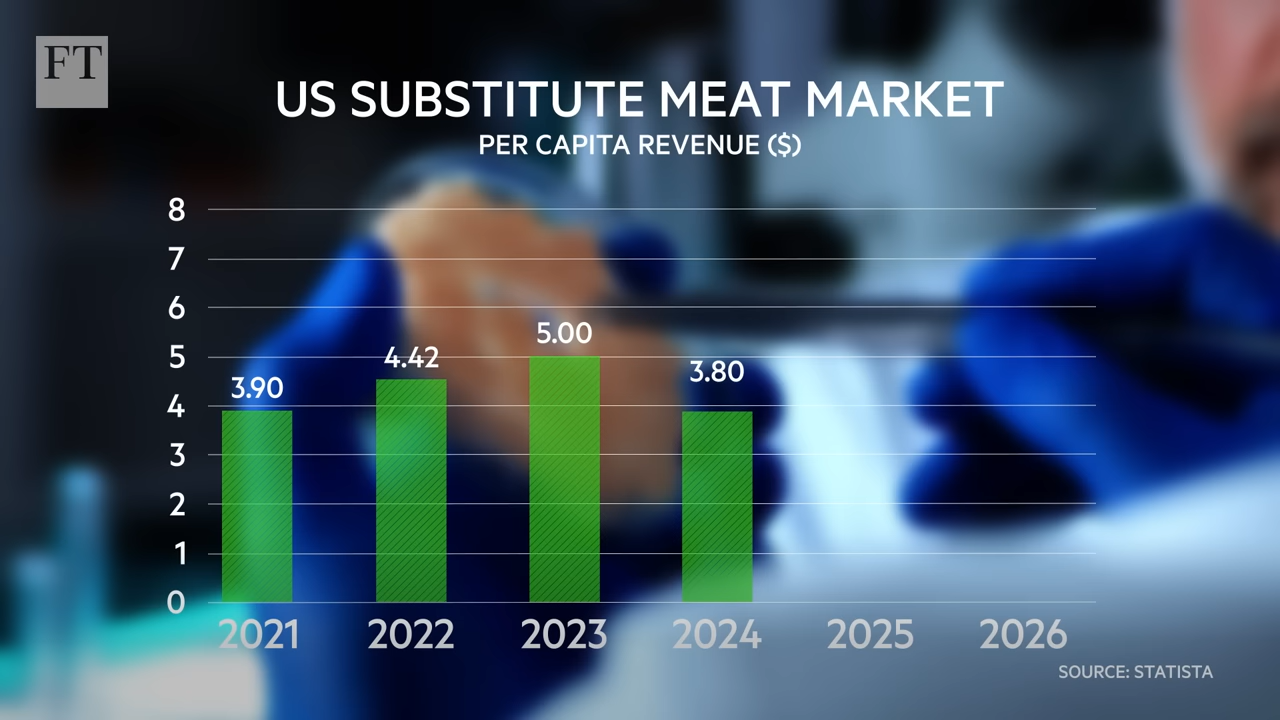 FT
US SUBSTITUTE MEAT MARKET
PER CAPITA REVENUE ($)
8
7
6
5
4
3
2
1
0
3.90
4.42
5.00
3.80
2021 2022 2023 2024 2025 2026
SOURCE: STATISTA